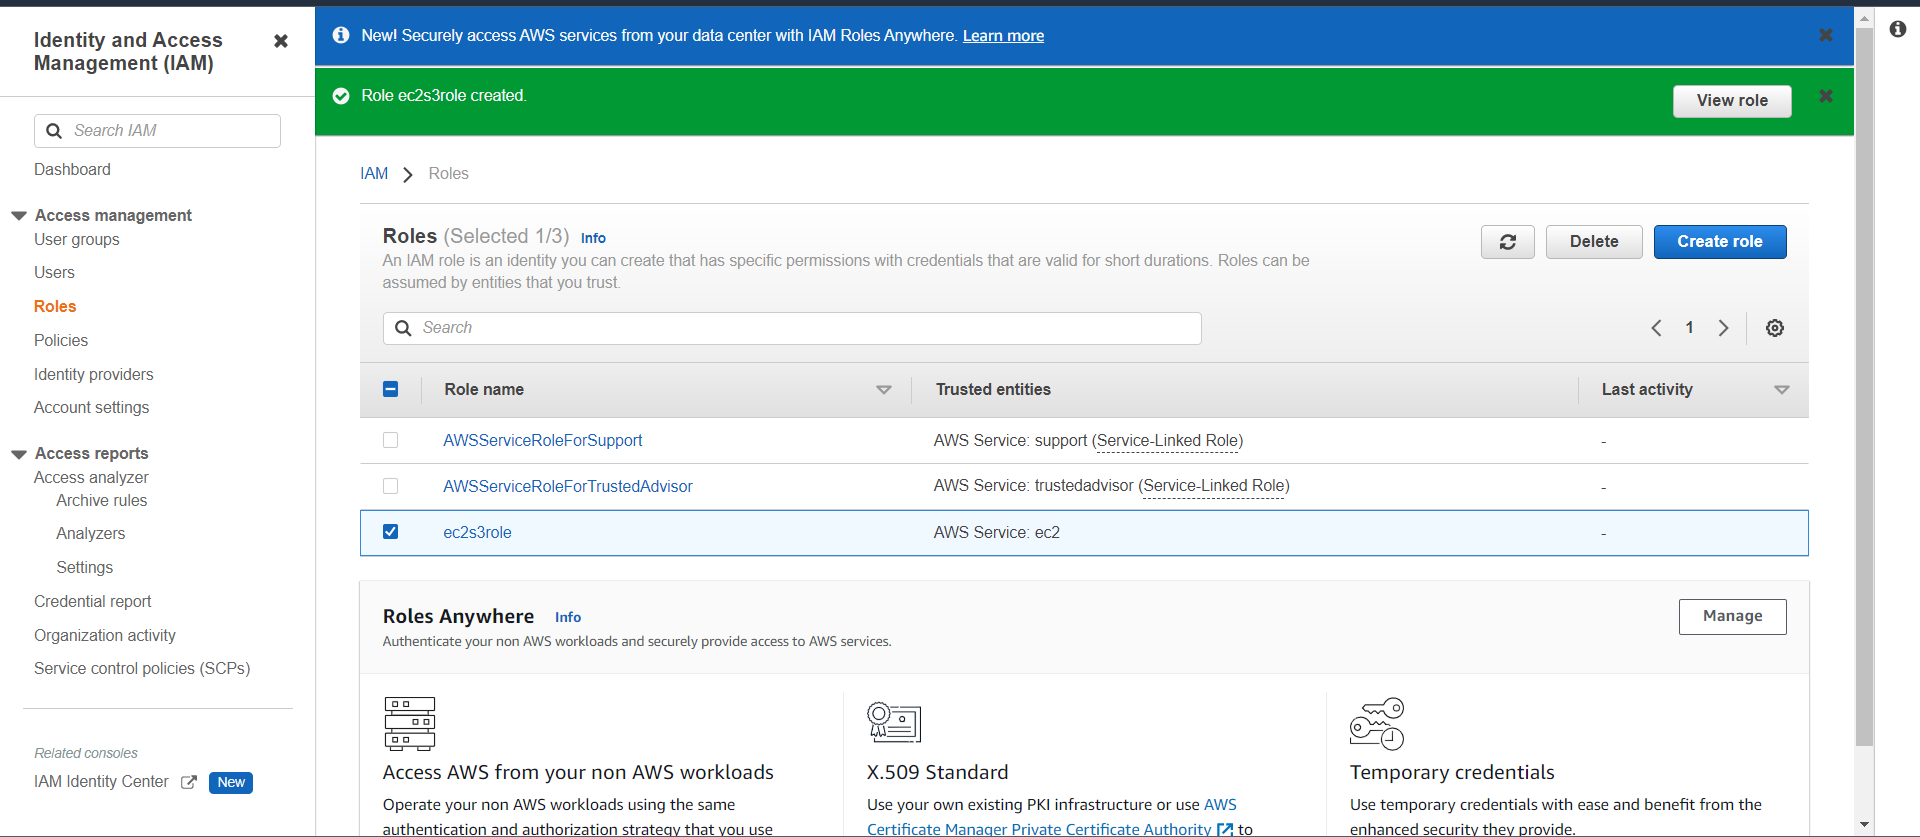 Identity and Access
Management (IAM)
Search IAM
Dashboard
Access management
User groups
Users
Roles
Policies
Identity providers
Account settings
Access reports
Access analyzer
Archive rules
Analyzers
Settings
Credential report
Organization activity
Service control policies (SCPs)
Related consoles
IAM Identity Center New
New! Securely access AWS services from your data center with IAM Roles Anywhere. Learn more
Role ec2s3role created.
View role
IAM > Roles
Roles (Selected 1/3) Info
An IAM role is an identity you can create that has specific permissions with credentials that are valid for short durations. Roles can be
assumed by entities that you trust.
Delete
Create role
Search
1
Role name Trusted entities Last activity
AWSServiceRoleForSupport AWS Service: support (Service-Linked Role) -
AWSServiceRoleForTrustedAdvisor AWS Service: trustedadvisor (Service-Linked Role) -
ec2s3role AWS Service: ec2 -
Roles Anywhere Info
Authenticate your non AWS workloads and securely provide access to AWS services.
Manage
Access AWS from your non AWS workloads
Operate your non AWS workloads using the same
authentication and authorization strategy that you use
X.509 Standard
Use your own existing PKI infrastructure or use AWS
Certificate Manager Private Certificate Authority to
Temporary credentials
Use temporary credentials with ease and benefit from the
enhanced security they provide.